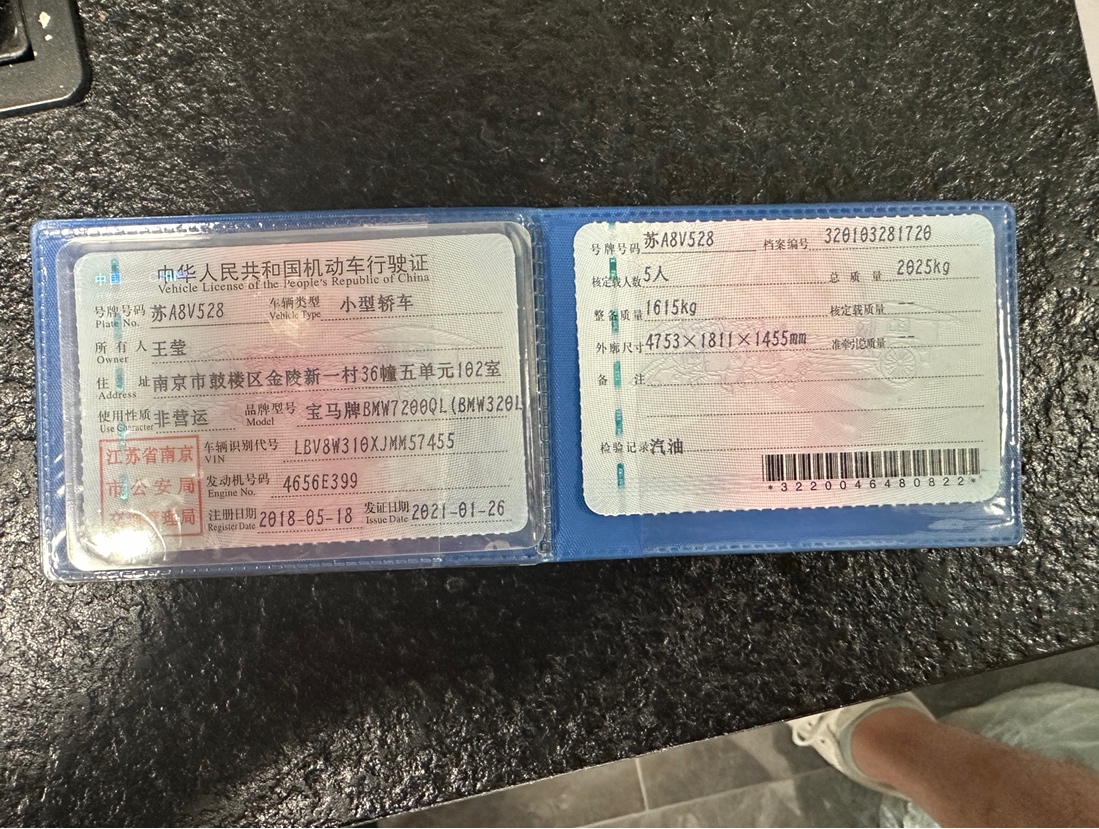 中华人民共和国机动车行驶证
Vehicle License of the People's Republic of China
号牌号码 苏A8V528 车辆类型 小型轿车
Plate No. Vehicle Type
所有人 王莹
Owner
住址 南京市鼓楼区金陵新一村36幢五单元102室
Address
使用性质 非营运 品牌型号 宝马牌BMW7200QL(BMW320L
Use Character Model
江苏省南京
市公安局
交通管理局
车辆识别代号 LBV8W310XJMM57455
VIN
发动机号码 4656E399
Engine No.
注册日期 2018-05-18 发证日期 2021-01-26
Register Date Issue Date
号牌号码 苏A8V528 档案编号 320103281720
核定载人数 5人 总质量 2025kg
整备质量 1615kg 核定载质量 --
外廓尺寸 4753×1811×1455mm 准牵引总质量 --
备注
检验记录 汽油
*3220046480822*